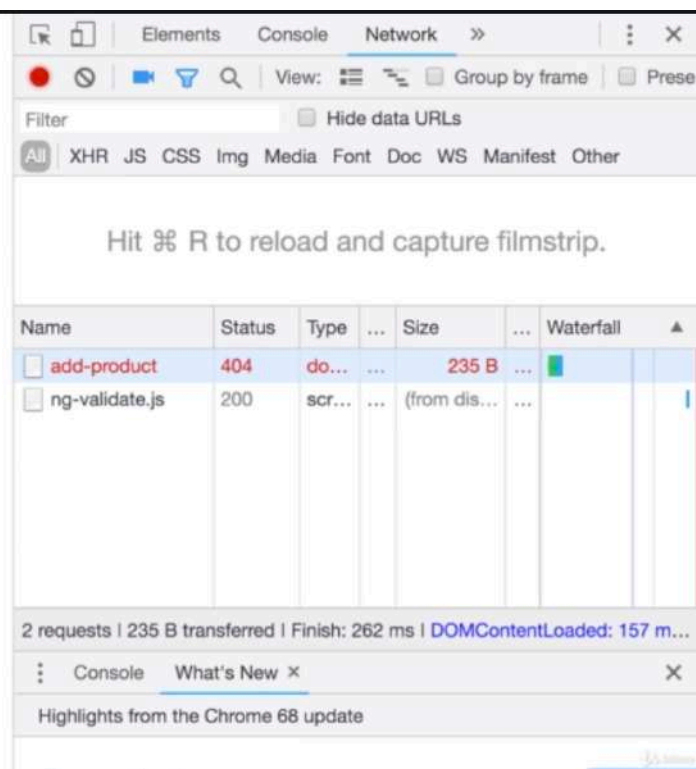 Elements Console Network »
View: Group by frame Prese
Filter Hide data URLs
All XHR JS CSS Img Media Font Doc WS Manifest Other
Hit ⌘ R to reload and capture filmstrip.
Name Status Type ... Size ... Waterfall ▲
add-product 404 do... ... 235 B ...
ng-validate.js 200 scr... ... (from dis... ...
2 requests | 235 B transferred | Finish: 262 ms | DOMContentLoaded: 157 m...
Console What's New ×
Highlights from the Chrome 68 update